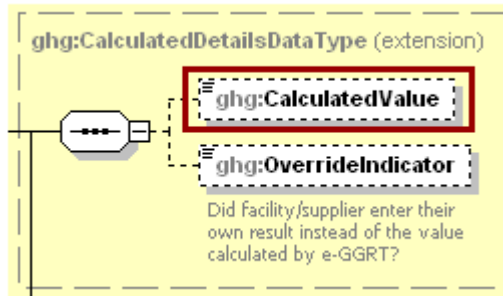 ghg:CalculatedDetailsDataType (extension)
ghg:CalculatedValue
ghg:OverrideIndicator
Did facility/supplier enter their
own result instead of the value
calculated by e-GGRT?